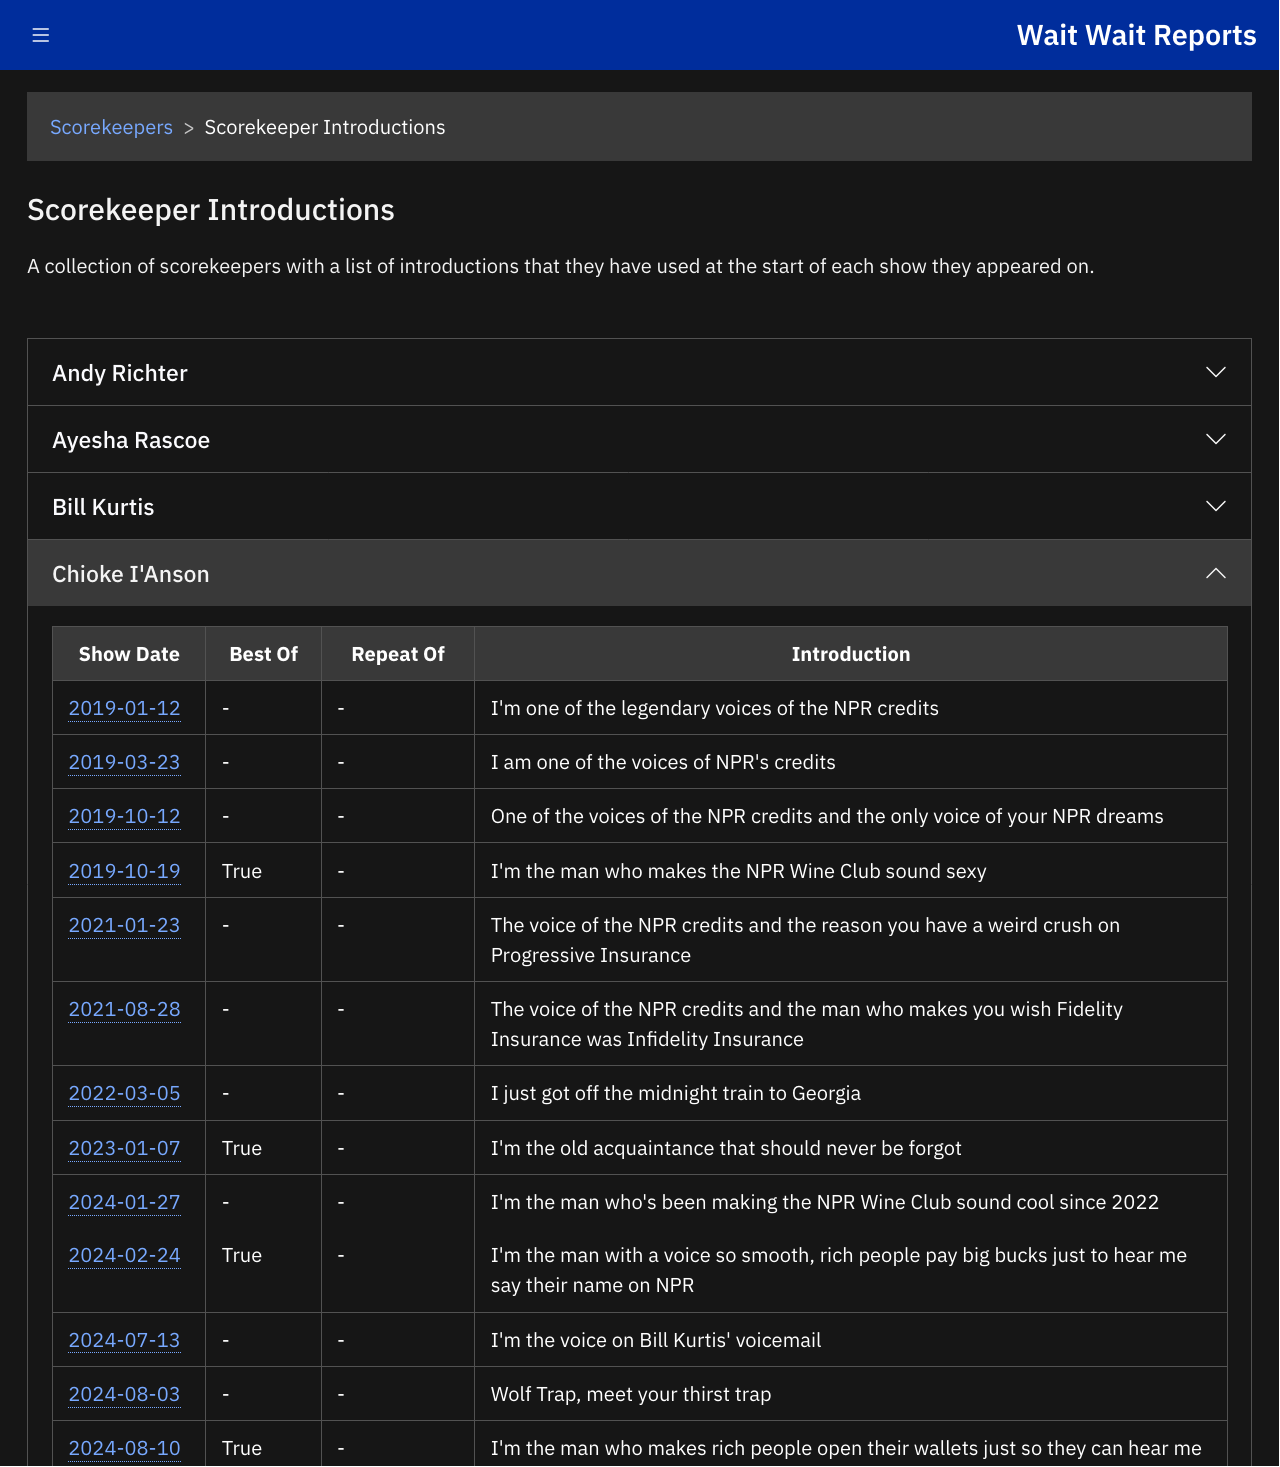 Wait Wait Reports
Scorekeepers > Scorekeeper Introductions
Scorekeeper Introductions
A collection of scorekeepers with a list of introductions that they have used at the start of each show they appeared on.
Andy Richter
Ayesha Rascoe
Bill Kurtis
Chioke I'Anson
Show Date Best Of Repeat Of Introduction
2019-01-12 - - I'm one of the legendary voices of the NPR credits
2019-03-23 - - I am one of the voices of NPR's credits
2019-10-12 - - One of the voices of the NPR credits and the only voice of your NPR dreams
2019-10-19 True - I'm the man who makes the NPR Wine Club sound sexy
2021-01-23 - - The voice of the NPR credits and the reason you have a weird crush on
Progressive Insurance
2021-08-28 - - The voice of the NPR credits and the man who makes you wish Fidelity
Insurance was Infidelity Insurance
2022-03-05 - - I just got off the midnight train to Georgia
2023-01-07 True - I'm the old acquaintance that should never be forgot
2024-01-27 - - I'm the man who's been making the NPR Wine Club sound cool since 2022
2024-02-24 True - I'm the man with a voice so smooth, rich people pay big bucks just to hear me
say their name on NPR
2024-07-13 - - I'm the voice on Bill Kurtis' voicemail
2024-08-03 - - Wolf Trap, meet your thirst trap
2024-08-10 True - I'm the man who makes rich people open their wallets just so they can hear me